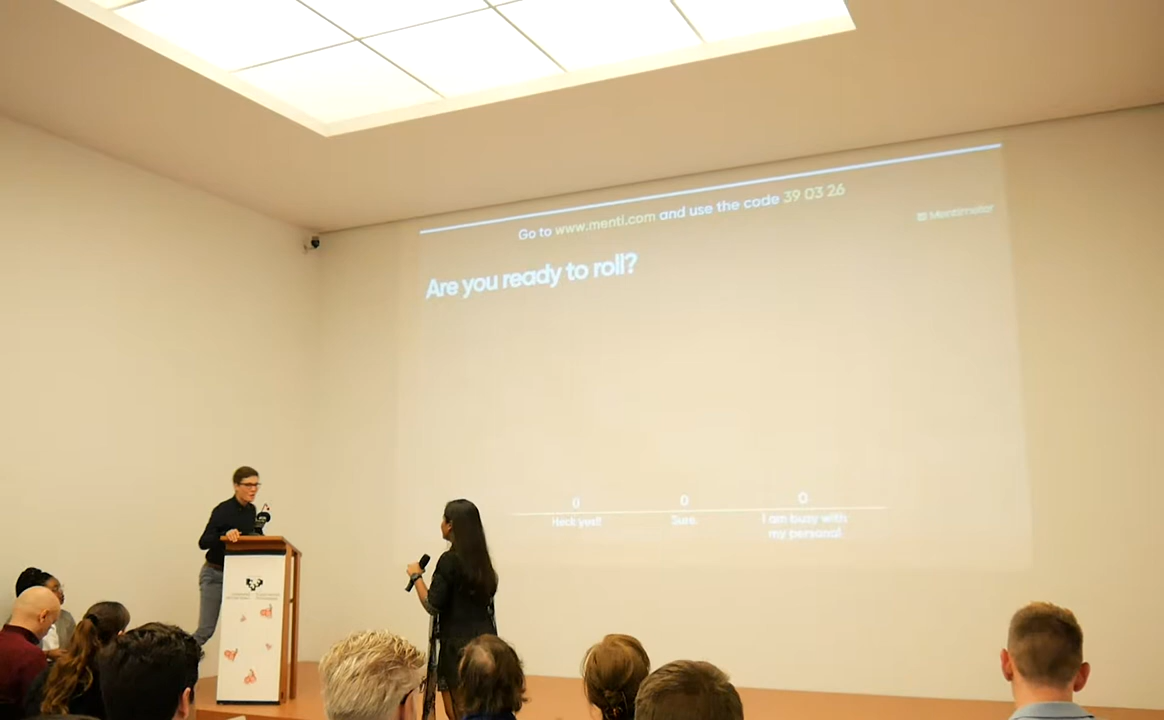 Go to www.menti.com and use the code 39 03 26
Mentimeter
Are you ready to roll?
0
0
0
Heck yes!!
Sure.
I am busy with
my personal